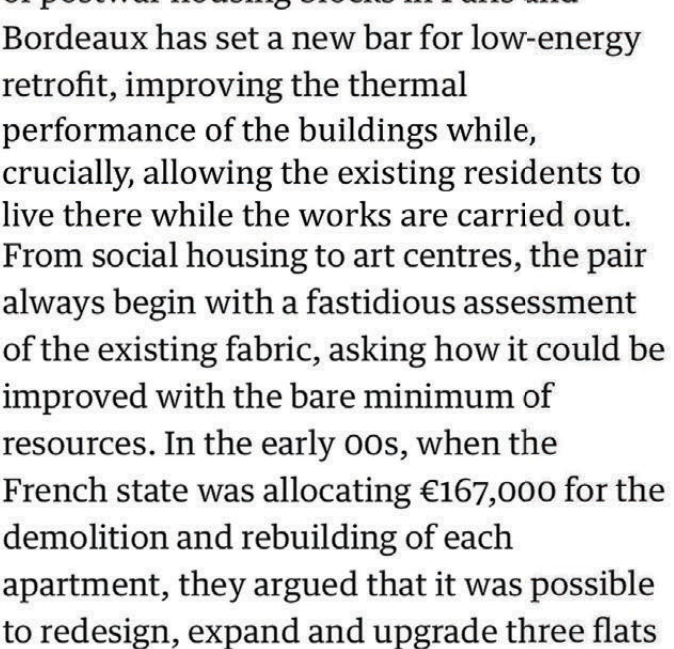 Bordeaux has set a new bar for low-energy
retrofit, improving the thermal
performance of the buildings while,
crucially, allowing the existing residents to
live there while the works are carried out.
From social housing to art centres, the pair
always begin with a fastidious assessment
of the existing fabric, asking how it could be
improved with the bare minimum of
resources. In the early 00s, when the
French state was allocating €167,000 for the
demolition and rebuilding of each
apartment, they argued that it was possible
to redesign, expand and upgrade three flats